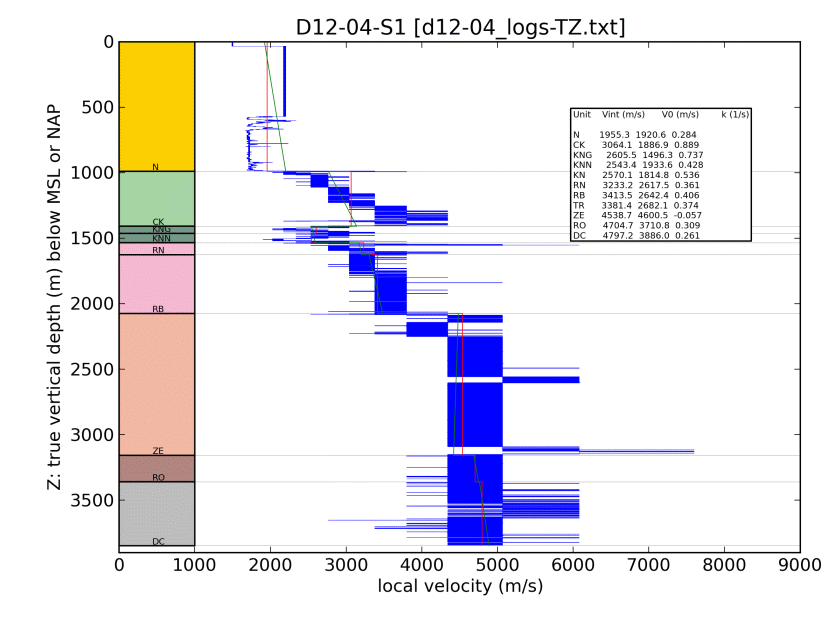 D12-04-S1 [d12-04_logs-TZ.txt]
0
500
1000
1500
2000
2500
3000
3500
Z: true vertical depth (m) below MSL or NAP
N
CK
KNG
KNN
RN
RB
ZE
RO
DC
Unit Vint (m/s) V0 (m/s) k (1/s)
N 1955.3 1920.6 0.284
CK 3064.1 1886.9 0.889
KNG 2605.5 1496.3 0.737
KNN 2543.4 1933.6 0.428
KN 2570.1 1814.8 0.536
RN 3233.2 2617.5 0.361
RB 3413.5 2642.4 0.406
TR 3381.4 2682.1 0.374
ZE 4538.7 4600.5 -0.057
RO 4704.7 3710.8 0.309
DC 4797.2 3886.0 0.261
0 1000 2000 3000 4000 5000 6000 7000 8000 9000
local velocity (m/s)